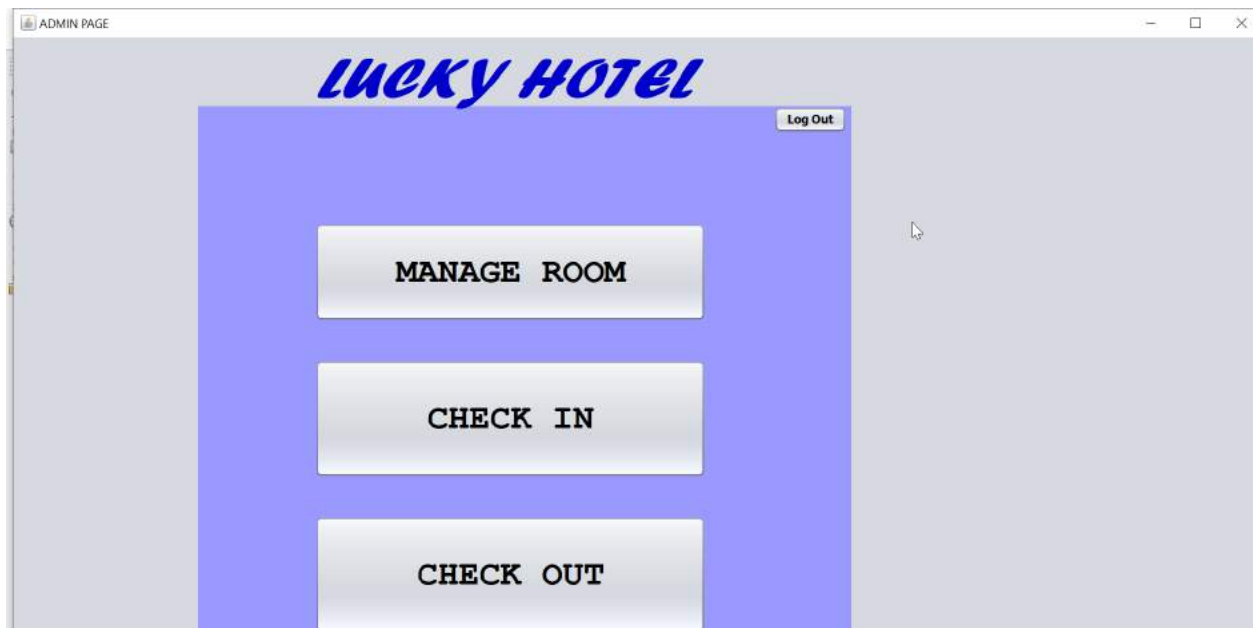 ADMIN PAGE
LUCKY HOTEL
Log Out
MANAGE ROOM
CHECK IN
CHECK OUT